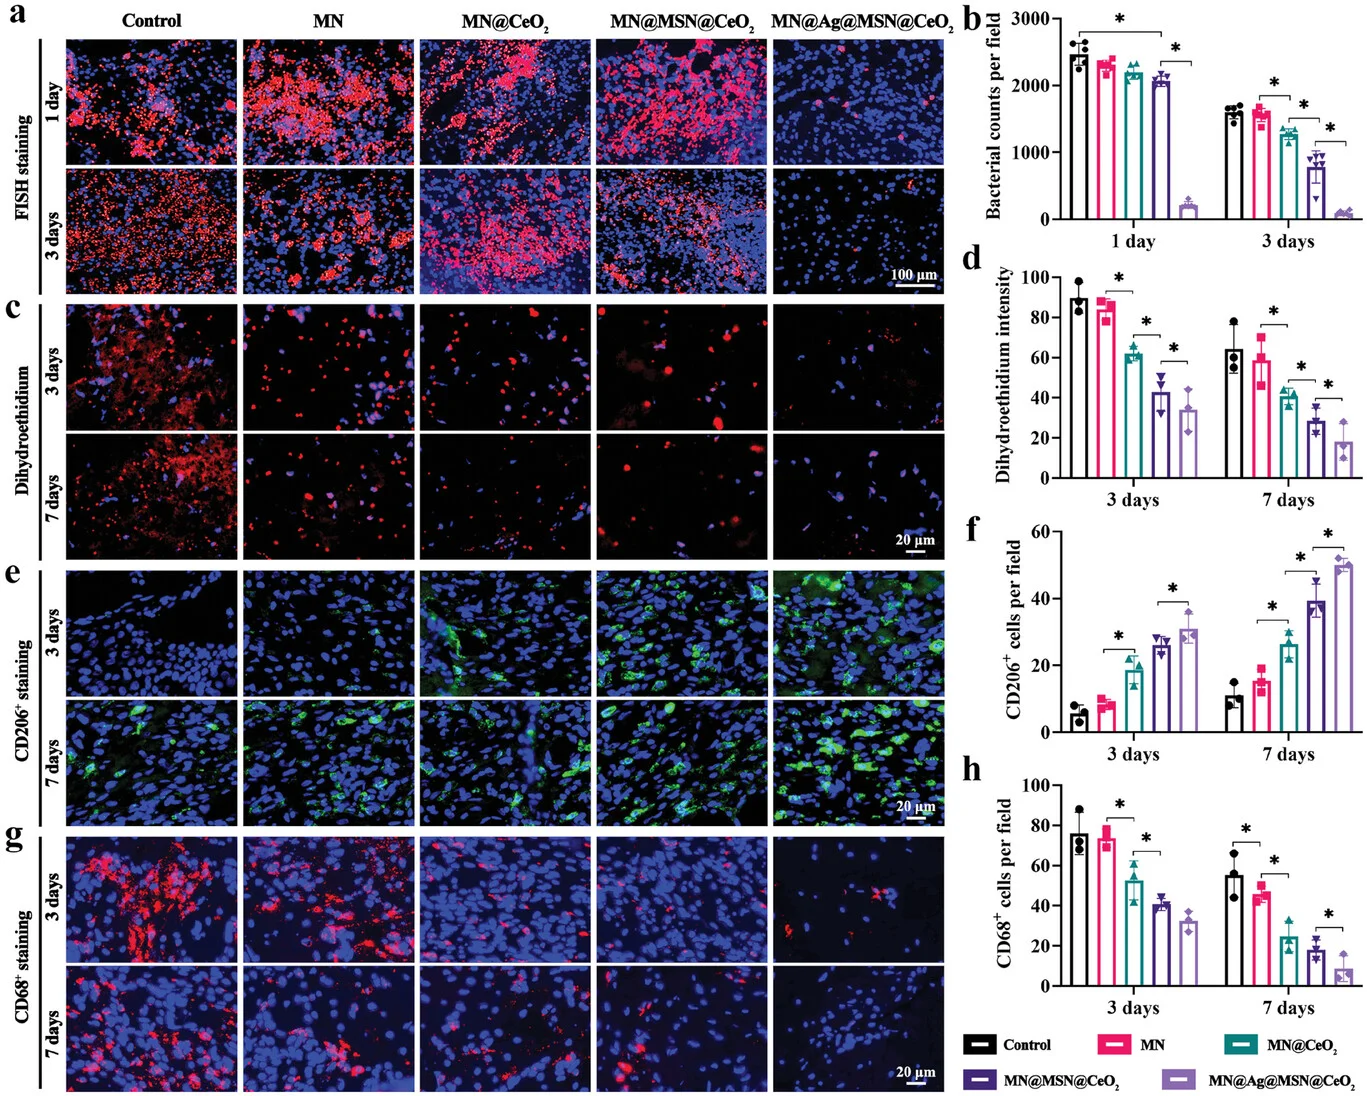 a
Control
MN
MN@CeO₂
MN@MSN@CeO₂
MN@Ag@MSN@CeO₂
FISH staining
1 day
3 days
100 μm
b
Bacterial counts per field
3000
2000
1000
0
* * * * *
1 day
3 days
c
Dihydroethidium
3 days
7 days
20 μm
d
Dihydroethidium intensity
100
80
60
40
20
0
* * * * * *
3 days
7 days
e
CD206⁺ staining
3 days
7 days
20 μm
f
CD206⁺ cells per field
60
40
20
0
* * * * *
3 days
7 days
g
CD68⁺ staining
3 days
7 days
20 μm
h
CD68⁺ cells per field
100
80
60
40
20
0
* * * * *
3 days
7 days
Control
MN
MN@CeO₂
MN@MSN@CeO₂
MN@Ag@MSN@CeO₂